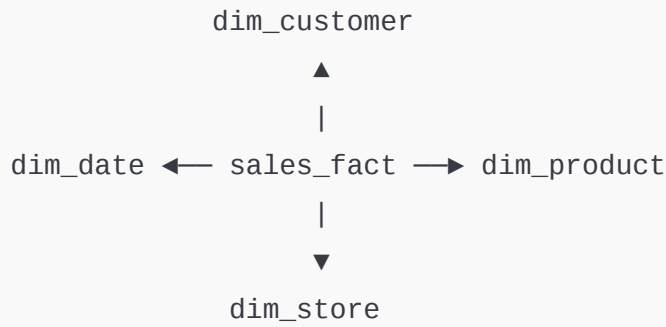 dim_customer
▲
|
dim_date ◄── sales_fact ──► dim_product
|
▼
dim_store